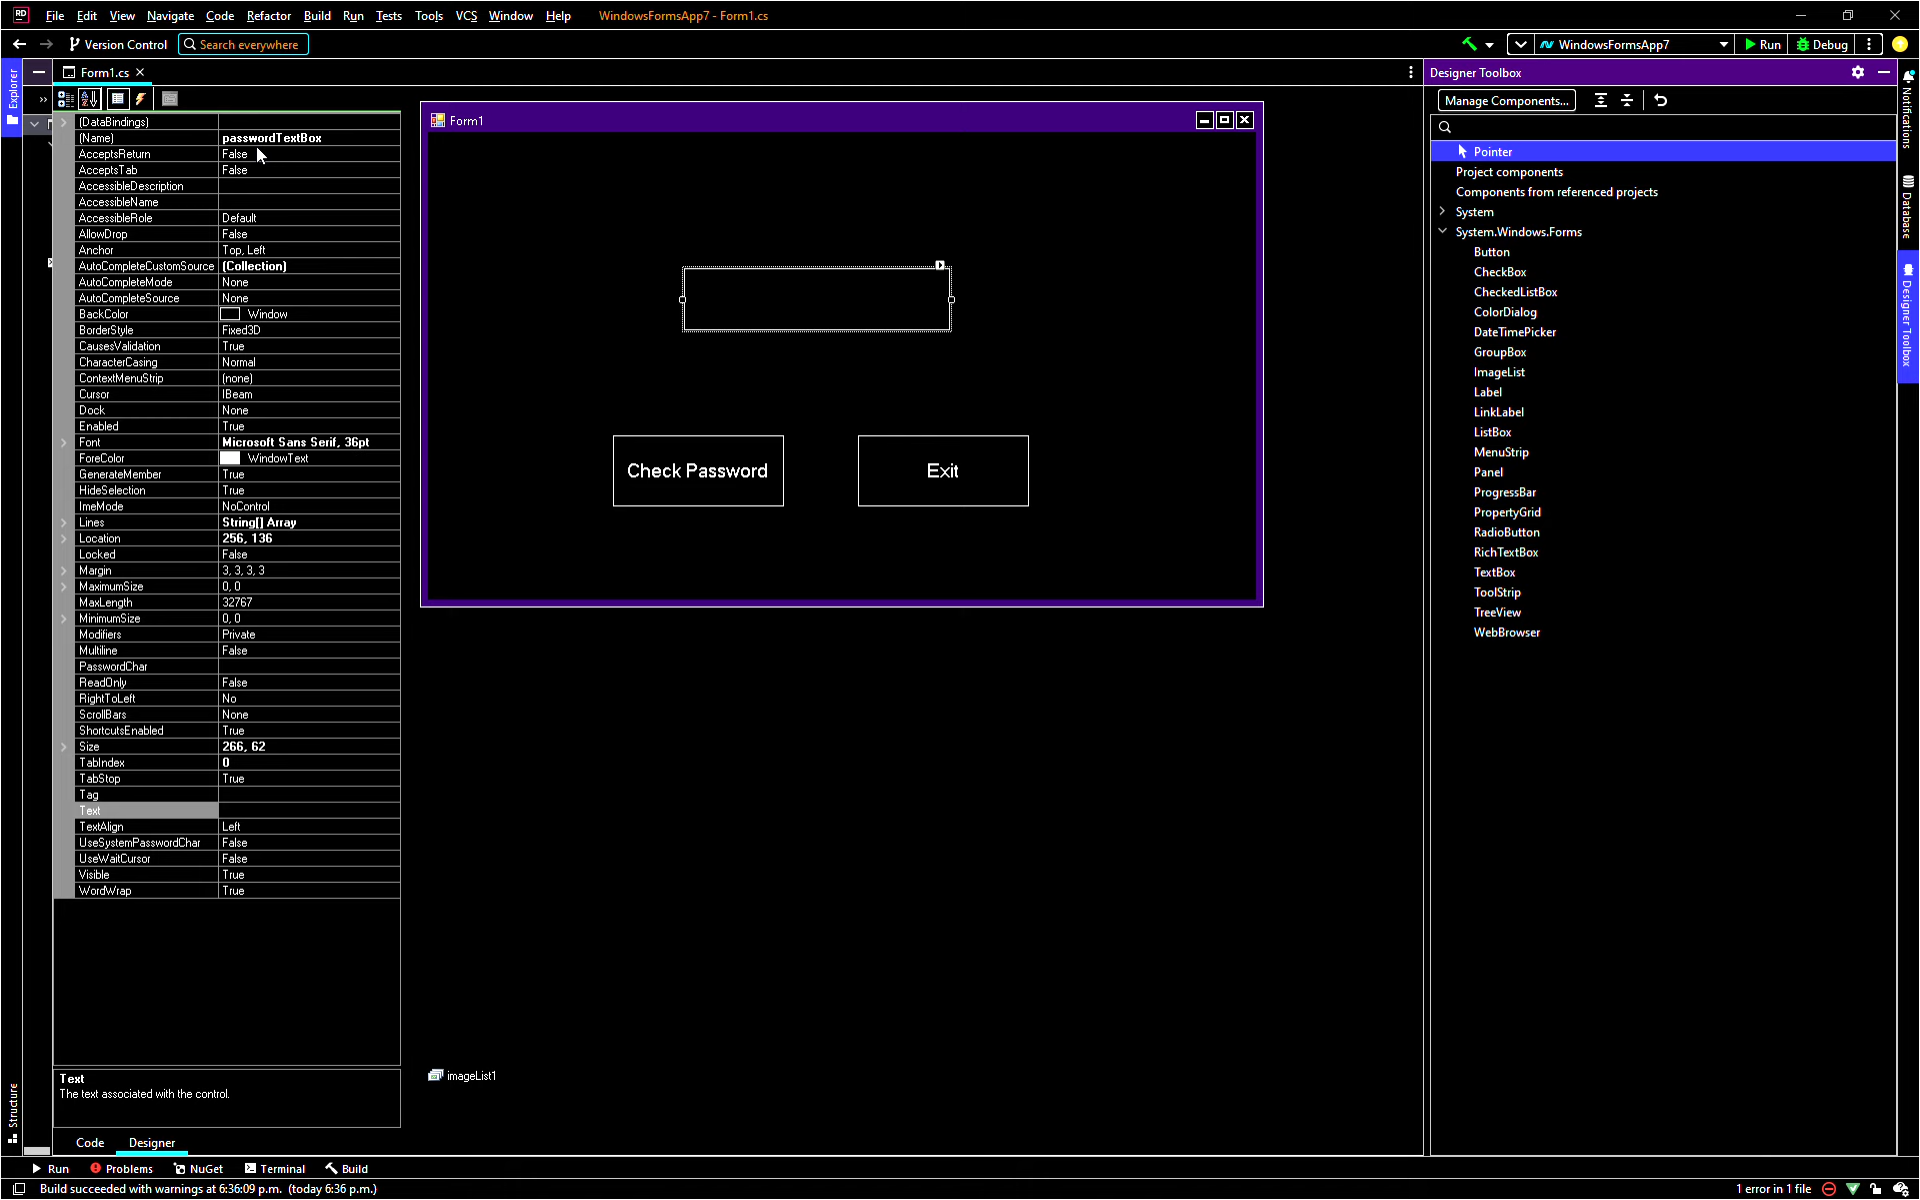 RD File Edit View Navigate Code Refactor Build Run Tests Tools VCS Window Help WindowsFormsApp7 - Form1.cs
Version Control Search everywhere WindowsFormsApp7 Run Debug
Explorer
Form1.cs
(DataBindings)
(Name) passwordTextBox
AcceptsReturn False
AcceptsTab False
AccessibleDescription
AccessibleName
AccessibleRole Default
AllowDrop False
Anchor Top, Left
AutoCompleteCustomSource (Collection)
AutoCompleteMode None
AutoCompleteSource None
BackColor Window
BorderStyle Fixed3D
CausesValidation True
CharacterCasing Normal
ContextMenuStrip (none)
Cursor IBeam
Dock None
Enabled True
Font Microsoft Sans Serif, 36pt
ForeColor WindowText
GenerateMember True
HideSelection True
ImeMode NoControl
Lines String[] Array
Location 256, 136
Locked False
Margin 3, 3, 3, 3
MaximumSize 0, 0
MaxLength 32767
MinimumSize 0, 0
Modifiers Private
Multiline False
PasswordChar
ReadOnly False
RightToLeft No
ScrollBars None
ShortcutsEnabled True
Size 266, 62
TabIndex 0
TabStop True
Tag
Text
TextAlign Left
UseSystemPasswordChar False
UseWaitCursor False
Visible True
WordWrap True
Text
The text associated with the control.
Code Designer
Form1
Check Password Exit
imageList1
Designer Toolbox
Manage Components...
Pointer
Project components
Components from referenced projects
System
System.Windows.Forms
Button
CheckBox
CheckedListBox
ColorDialog
DateTimePicker
GroupBox
ImageList
Label
LinkLabel
ListBox
MenuStrip
Panel
ProgressBar
PropertyGrid
RadioButton
RichTextBox
TextBox
ToolStrip
TreeView
WebBrowser
Notifications
Database
Designer Toolbox
Structure
Run Problems NuGet Terminal Build
Build succeeded with warnings at 6:36:09 p.m. (today 6:36 p.m.) 1 error in 1 file